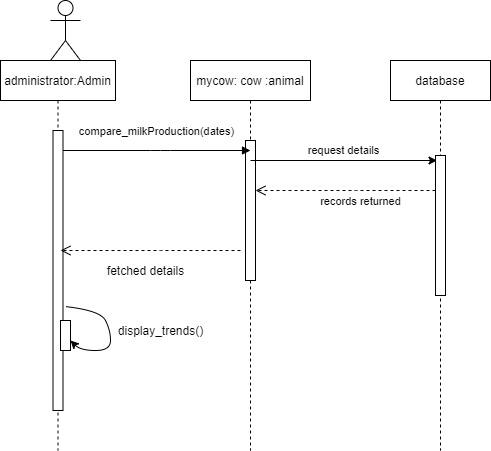 administrator:Admin
mycow: cow :animal
database
compare_milkProduction(dates)
request details
records returned
fetched details
display_trends()